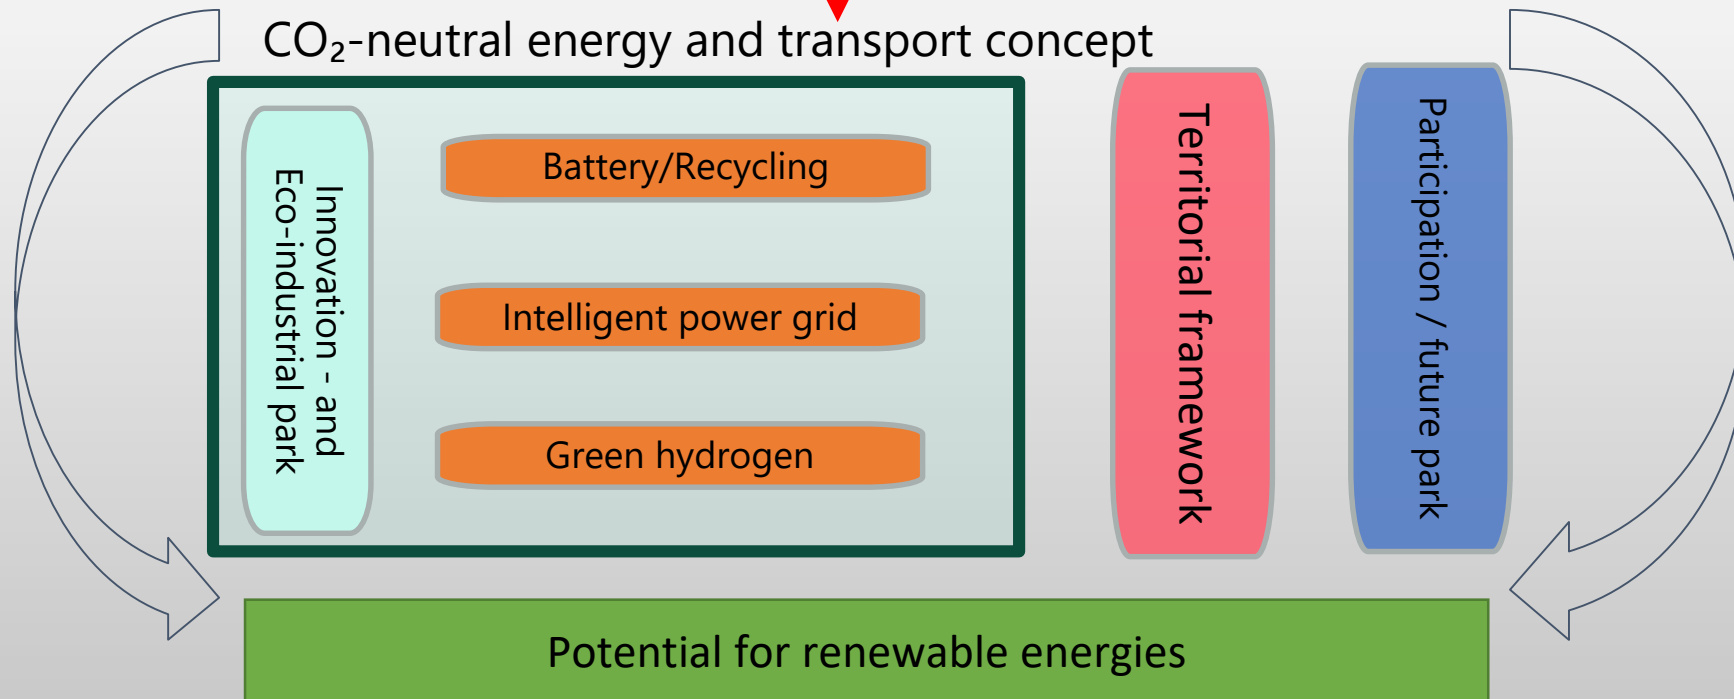 CO₂-neutral energy and transport concept
Innovation - and
Eco-industrial park
Battery/Recycling
Intelligent power grid
Green hydrogen
Territorial framework
Participation / future park
Potential for renewable energies